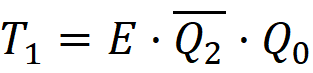 T₁ = E · Q̅₂̅ · Q₀